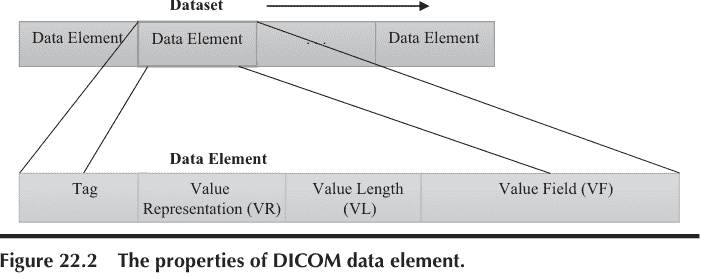 Dataset
Data Element Data Element ... Data Element
Data Element
Tag Value Value Length Value Field (VF)
Representation (VR) (VL)
Figure 22.2 The properties of DICOM data element.